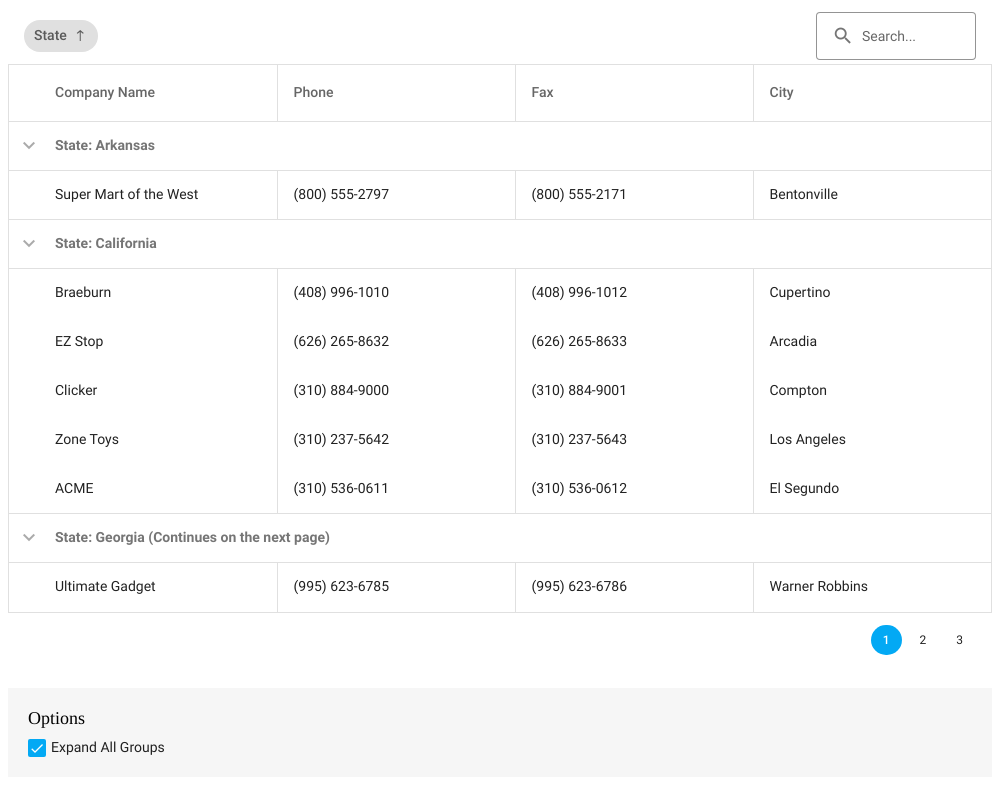 State ↑ Search...
Company Name Phone Fax City
State: Arkansas
Super Mart of the West (800) 555-2797 (800) 555-2171 Bentonville
State: California
Braeburn (408) 996-1010 (408) 996-1012 Cupertino
EZ Stop (626) 265-8632 (626) 265-8633 Arcadia
Clicker (310) 884-9000 (310) 884-9001 Compton
Zone Toys (310) 237-5642 (310) 237-5643 Los Angeles
ACME (310) 536-0611 (310) 536-0612 El Segundo
State: Georgia (Continues on the next page)
Ultimate Gadget (995) 623-6785 (995) 623-6786 Warner Robbins
1 2 3
Options
Expand All Groups